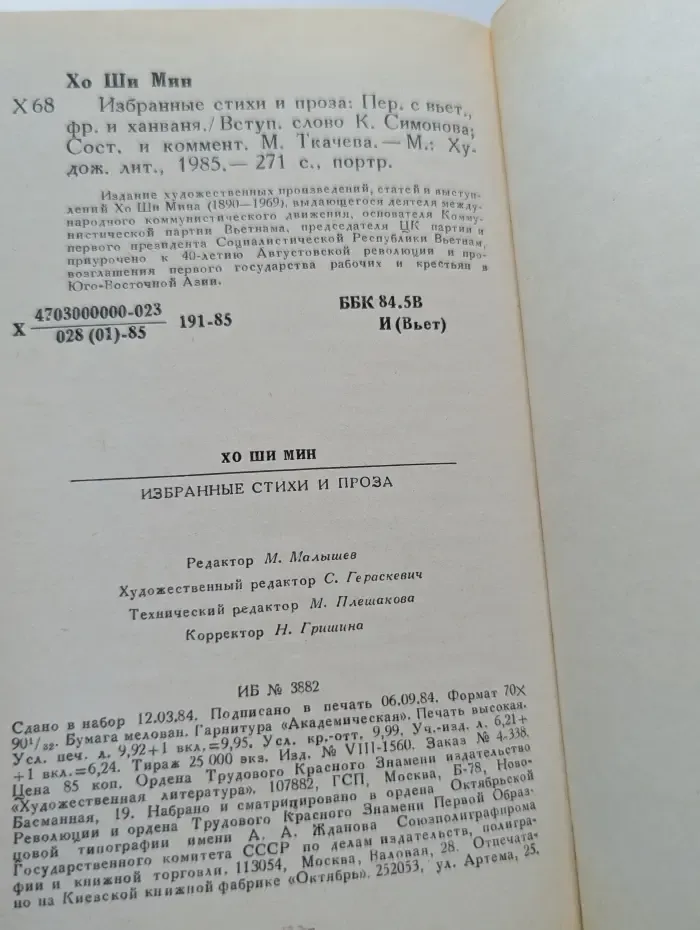 Хо Ши Мин
Х68 Избранные стихи и проза: Пер. с вьет.,
фр. и ханваня./Вступ. слово К. Симонова;
Сост. и коммент. М. Ткачева.—М.: Ху-
дож. лит., 1985.— 271 с., портр.
Издание художественных произведений, статей и выступ-
лений Хо Ши Мина (1890—1969), выдающегося деятеля между-
народного коммунистического движения, основателя Комму-
нистической партии Вьетнама, председателя ЦК партии и
первого президента Социалистической Республики Вьетнам,
приурочено к 40-летию Августовской революции и про-
возглашения первого государства рабочих и крестьян в
Юго-Восточной Азии.
Х 4703000000-023
028 (01)-85 191-85
ББК 84.5В
И(Вьет)
ХО ШИ МИН
ИЗБРАННЫЕ СТИХИ И ПРОЗА
Редактор М. Малышев
Художественный редактор С. Гераскевич
Технический редактор М. Плешакова
Корректор Н. Гришина
ИБ № 3882
Сдано в набор 12.03.84. Подписано в печать 06.09.84. Формат 70Х
90¹/₃₂. Бумага мелован. Гарнитура «Академическая». Печать высокая.
Усл. печ. л. 9,92+1 вкл.=9,95. Усл. кр.-отт. 9,99. Уч.-изд. л. 6,21+
+1 вкл.=6,24. Тираж 25 000 экз. Изд. № VIII-1560. Заказ № 4-338.
Цена 85 коп. Ордена Трудового Красного Знамени издательство
«Художественная литература». 107882, ГСП, Москва, Б-78, Ново-
Басманная, 19. Набрано и сматрицировано в ордена Октябрьской
Революции и ордена Трудового Красного Знамени Первой Образ-
цовой типографии имени А. А. Жданова Союзполиграфпрома
Государственного комитета СССР по делам издательств, полигра-
фии и книжной торговли. 113054, Москва, Валовая, 28. Отпечата-
но на Киевской книжной фабрике «Октябрь». 252053, ул. Артема, 25.